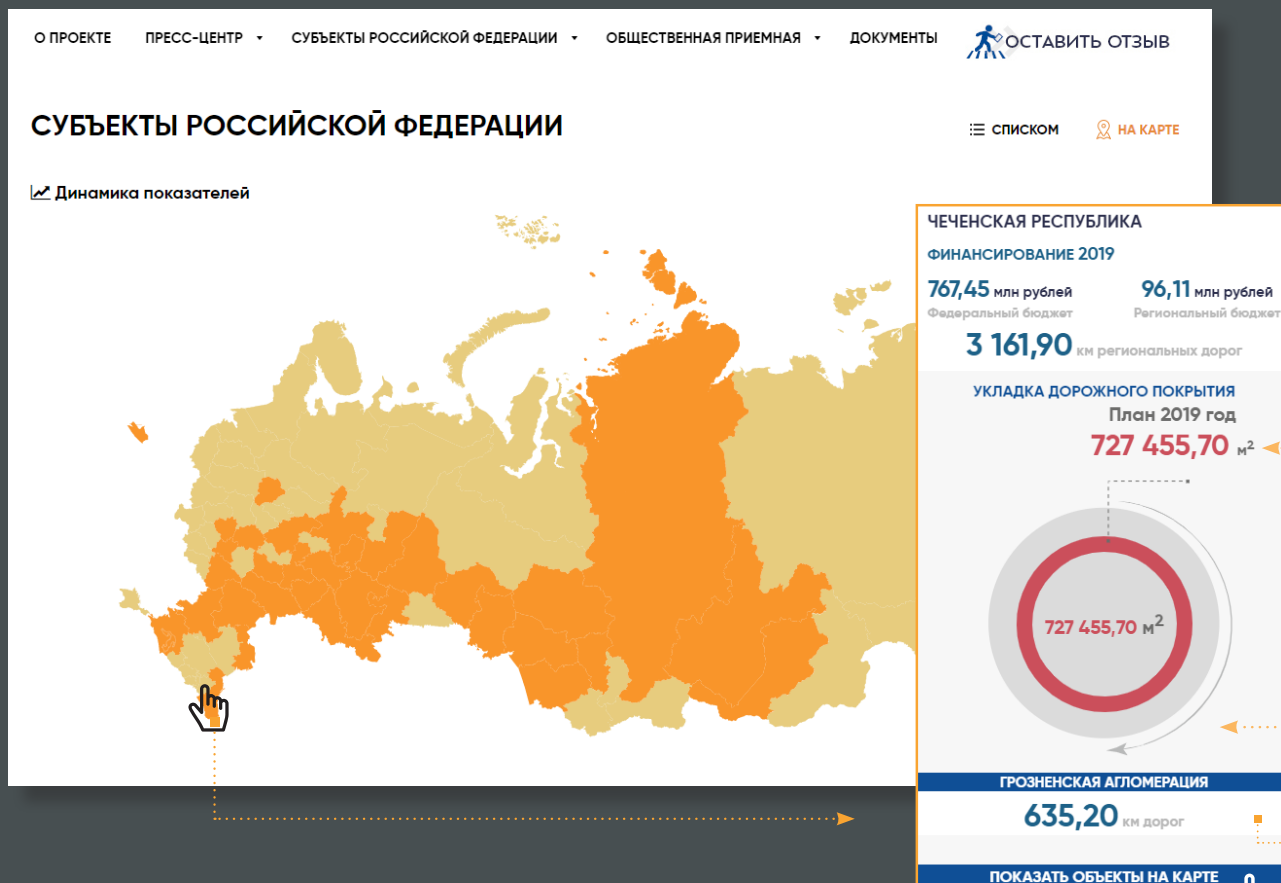 О ПРОЕКТЕ ПРЕСС-ЦЕНТР СУБЪЕКТЫ РОССИЙСКОЙ ФЕДЕРАЦИИ ОБЩЕСТВЕННАЯ ПРИЕМНАЯ ДОКУМЕНТЫ ОСТАВИТЬ ОТЗЫВ
СУБЪЕКТЫ РОССИЙСКОЙ ФЕДЕРАЦИИ
СПИСКОМ НА КАРТЕ
Динамика показателей
ЧЕЧЕНСКАЯ РЕСПУБЛИКА
ФИНАНСИРОВАНИЕ 2019
767,45 млн рублей 96,11 млн рублей
Федеральный бюджет Региональный бюджет
3 161,90 км региональных дорог
УКЛАДКА ДОРОЖНОГО ПОКРЫТИЯ
План 2019 год
727 455,70 м²
727 455,70 м²
ГРОЗНЕНСКАЯ АГЛОМЕРАЦИЯ
635,20 км дорог
ПОКАЗАТЬ ОБЪЕКТЫ НА КАРТЕ